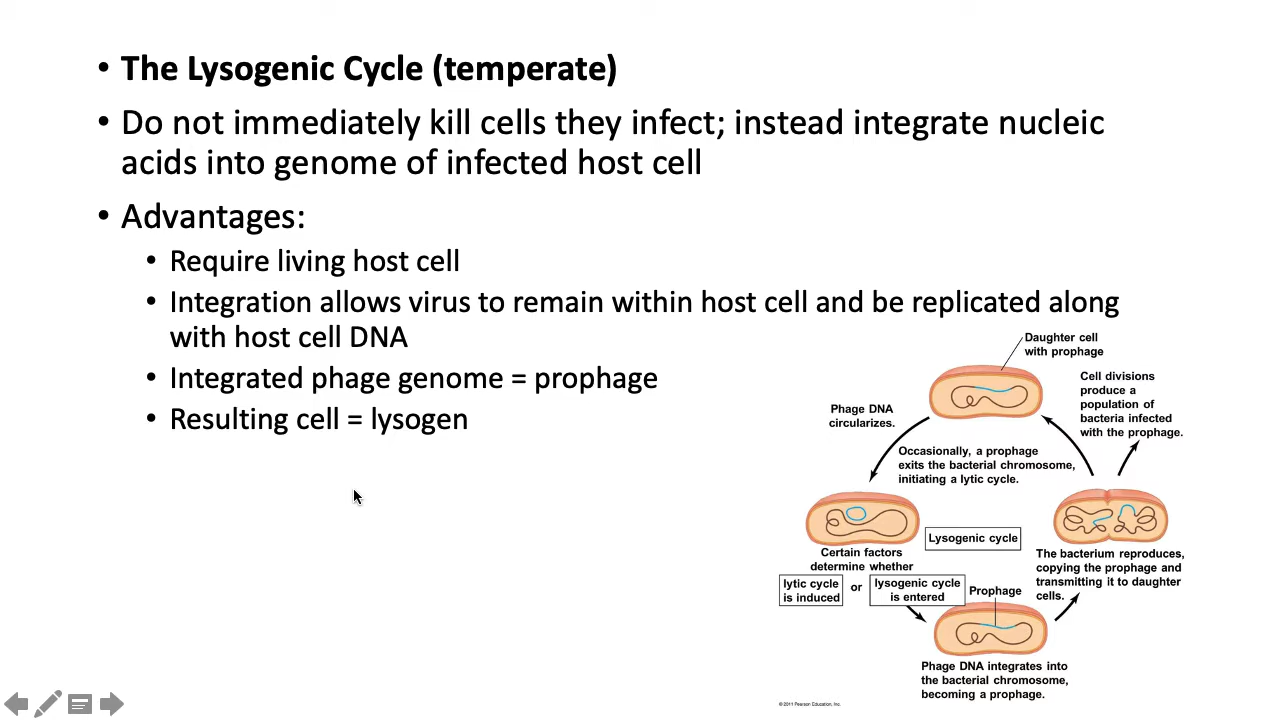 • The Lysogenic Cycle (temperate)
• Do not immediately kill cells they infect; instead integrate nucleic
acids into genome of infected host cell
• Advantages:
• Require living host cell
• Integration allows virus to remain within host cell and be replicated along
with host cell DNA
• Integrated phage genome = prophage
• Resulting cell = lysogen
Daughter cell
with prophage
Cell divisions
produce a
population of
bacteria infected
with the prophage.
Phage DNA
circularizes.
Occasionally, a prophage
exits the bacterial chromosome,
initiating a lytic cycle.
Lysogenic cycle
Certain factors
determine whether
lytic cycle
is induced
or
lysogenic cycle
is entered
Prophage
The bacterium reproduces,
copying the prophage and
transmitting it to daughter
cells.
Phage DNA integrates into
the bacterial chromosome,
becoming a prophage.
© 2011 Pearson Education, Inc.